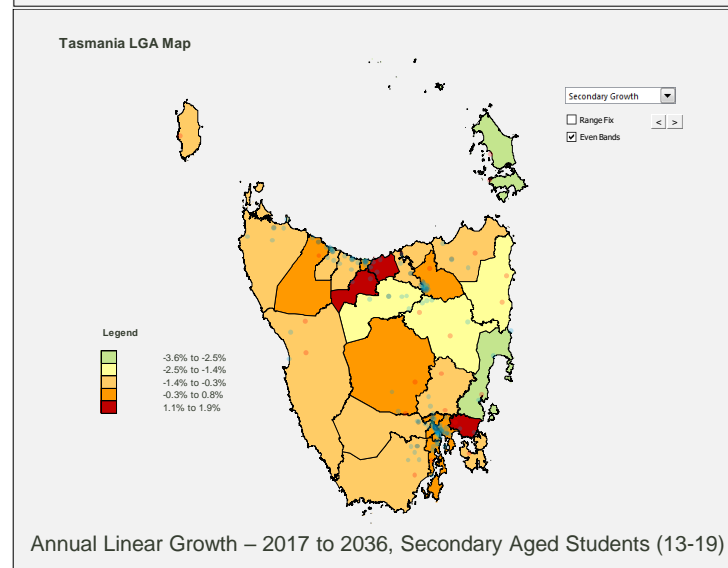 Tasmania LGA Map
Secondary Growth
Range Fix
< >
Even Bands
Legend
-3.6% to -2.5%
-2.5% to -1.4%
-1.4% to -0.3%
-0.3% to 0.8%
1.1% to 1.9%
Annual Linear Growth – 2017 to 2036, Secondary Aged Students (13-19)